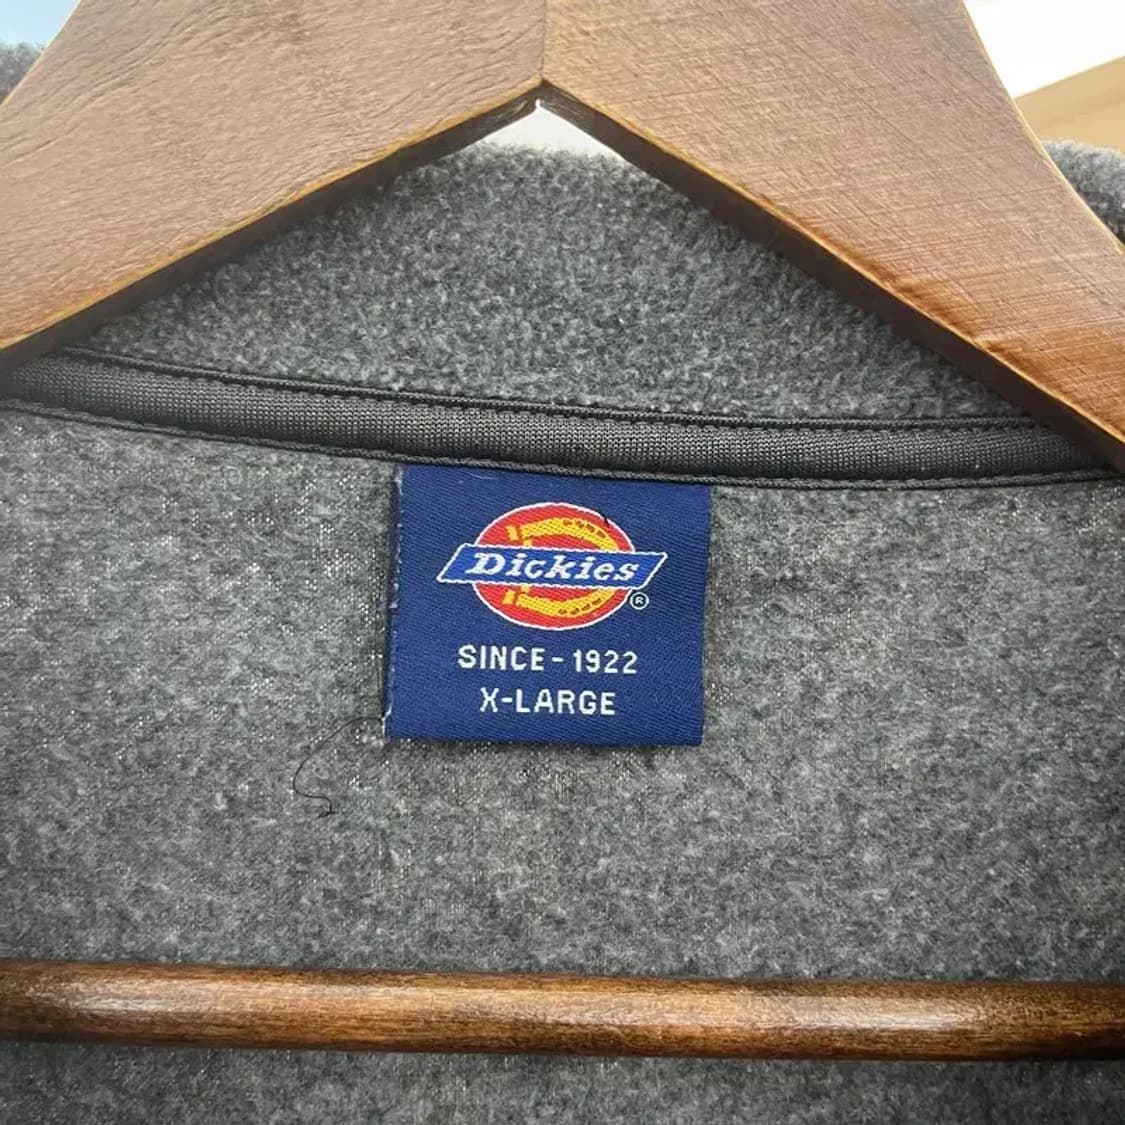 Dickies
®
SINCE-1922
X-LARGE